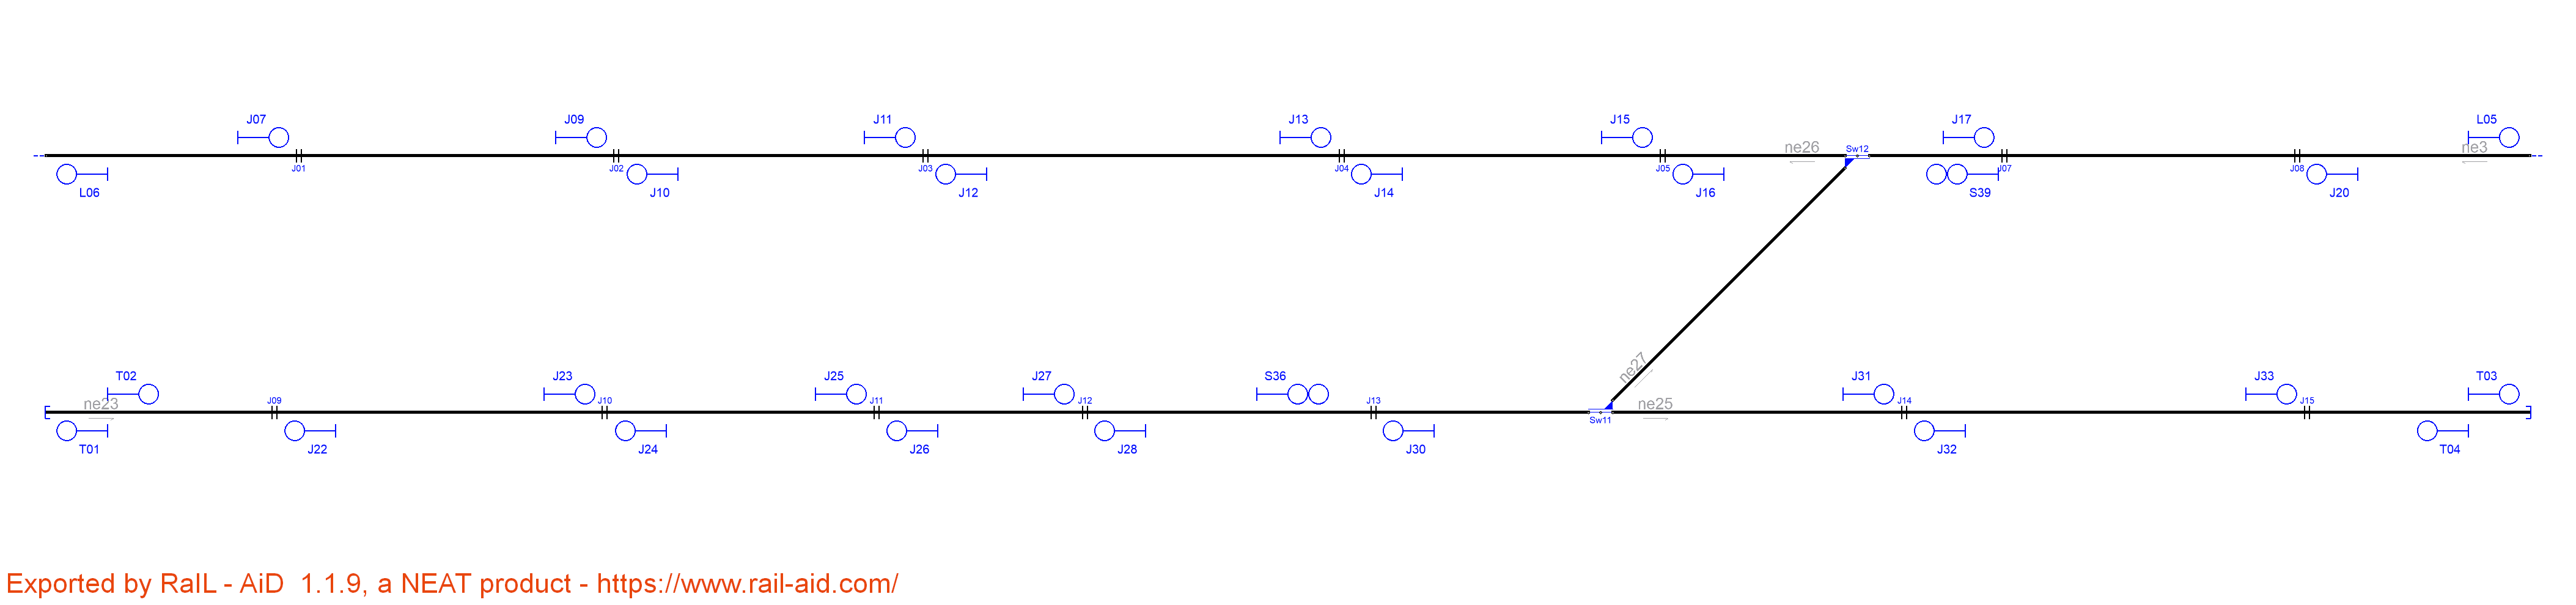 J07 J09 J11 J13 J15 J17 L05
ne26 Sw12 ne3
J01 J02 J03 J04 J05 J07 J08
L06 J10 J12 J14 J16 S39 J20
ne27
T02 J23 J25 J27 S36 J31 T03 J33
ne23 J09 J10 J11 J12 J13 ne25 J14 J15
Sw11
T01 J22 J24 J26 J28 J30 J32 T04
Exported by RaIL - AiD 1.1.9, a NEAT product - https://www.rail-aid.com/